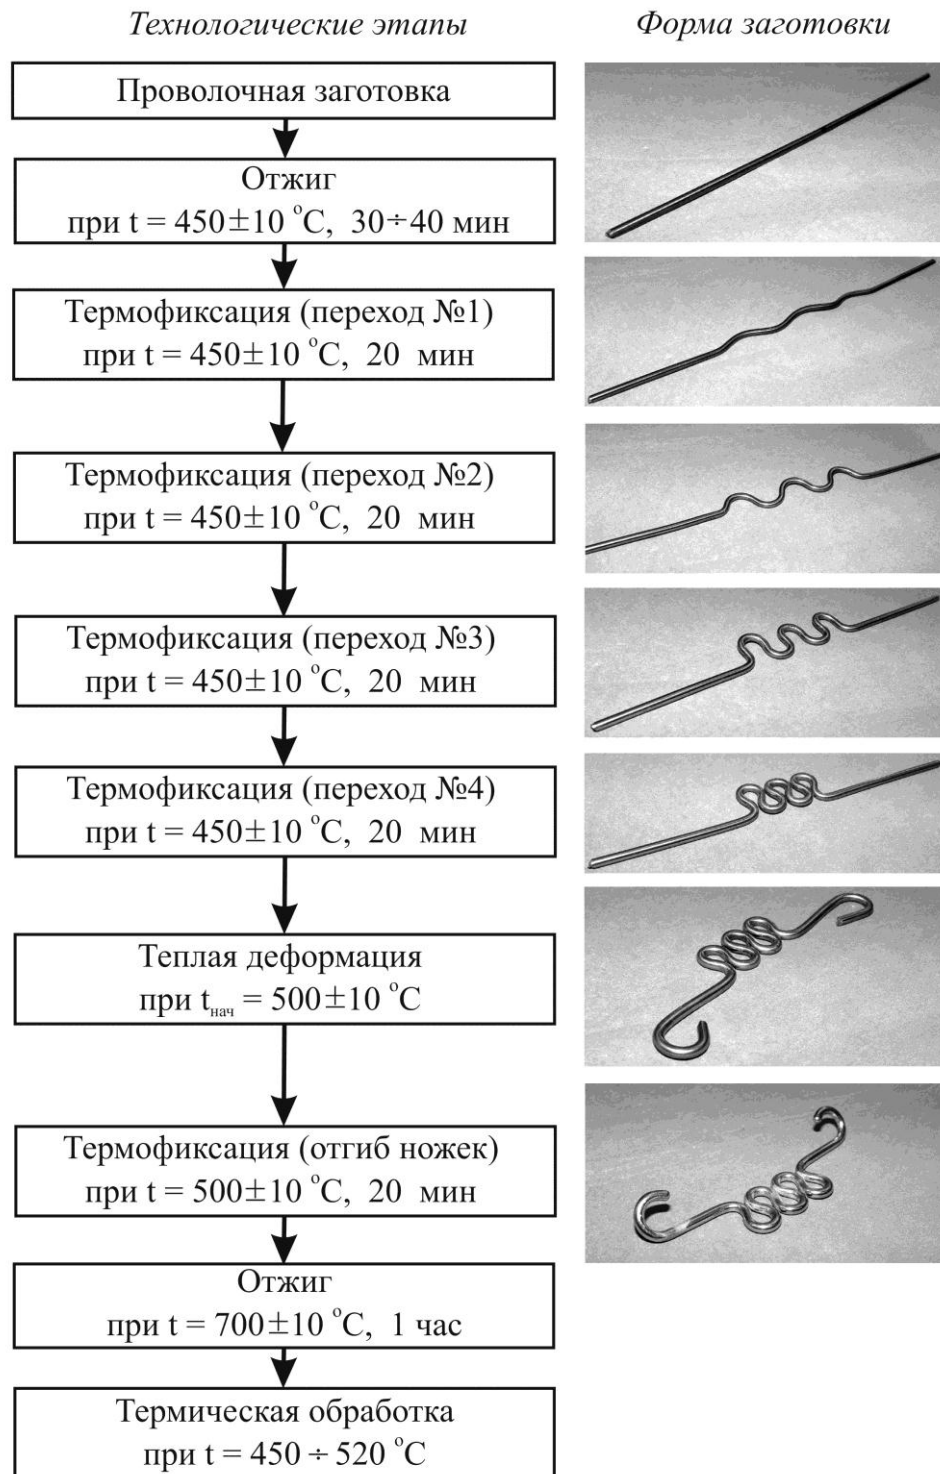 Технологические этапы
Форма заготовки
Проволочная заготовка
Отжиг
при t = 450±10 °C, 30÷40 мин
Термофиксация (переход №1)
при t = 450±10 °C, 20 мин
Термофиксация (переход №2)
при t = 450±10 °C, 20 мин
Термофиксация (переход №3)
при t = 450±10 °C, 20 мин
Термофиксация (переход №4)
при t = 450±10 °C, 20 мин
Теплая деформация
при tнач = 500±10 °C
Термофиксация (отгиб ножек)
при t = 500±10 °C, 20 мин
Отжиг
при t = 700±10 °C, 1 час
Термическая обработка
при t = 450 ÷ 520 °C